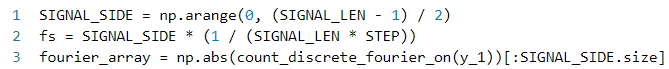 1 SIGNAL_SIDE = np.arange(0, (SIGNAL_LEN - 1) / 2)
2 fs = SIGNAL_SIDE * (1 / (SIGNAL_LEN * STEP))
3 fourier_array = np.abs(count_discrete_fourier_on(y_1))[:SIGNAL_SIDE.size]